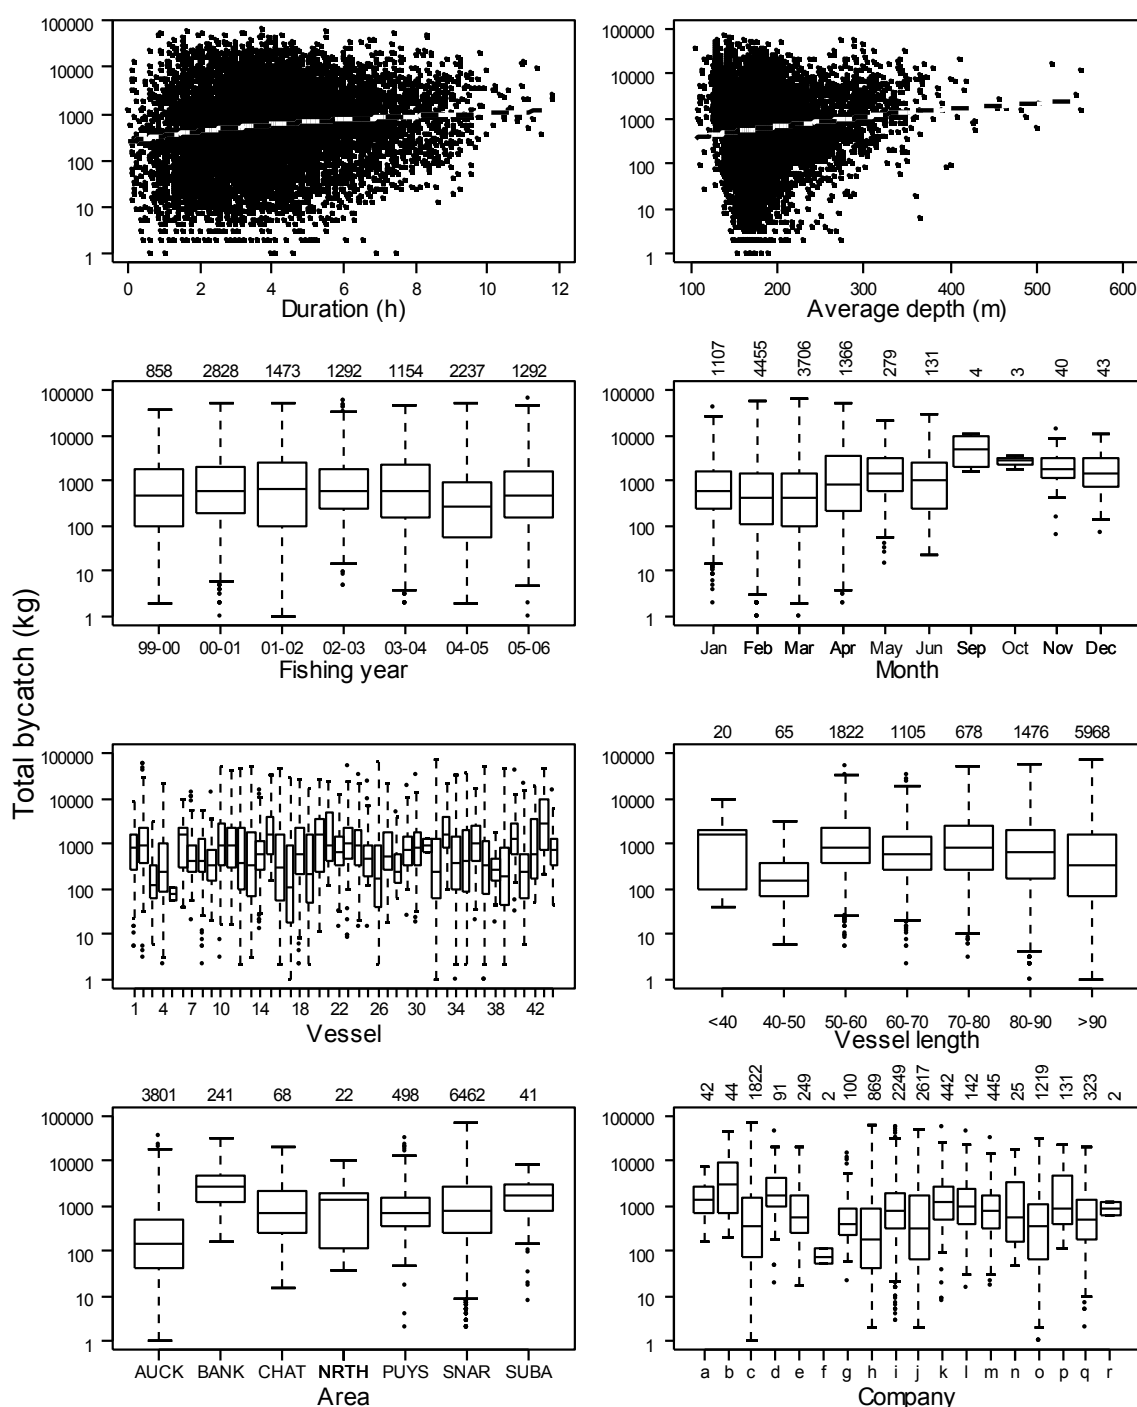 Total bycatch (kg)
100000
10000
1000
100
10
1
0 2 4 6 8 10 12
Duration (h)
100000
10000
1000
100
10
1
100 200 300 400 500 600
Average depth (m)
858 2828 1473 1292 1154 2237 1292
100000
10000
1000
100
10
1
99-00 00-01 01-02 02-03 03-04 04-05 05-06
Fishing year
1107 4455 3706 1366 279 131 4 3 40 43
100000
10000
1000
100
10
1
Jan Feb Mar Apr May Jun Sep Oct Nov Dec
Month
100000
10000
1000
100
10
1
1 4 7 10 14 18 22 26 30 34 38 42
Vessel
20 65 1822 1105 678 1476 5968
100000
10000
1000
100
10
1
<40 40-50 50-60 60-70 70-80 80-90 >90
Vessel length
3801 241 68 22 498 6462 41
100000
10000
1000
100
10
1
AUCK BANK CHAT NRTH PUYS SNAR SUBA
Area
42 44 1822 91 249 2 100 869 2249 2617 442 142 445 25 1219 131 323 2
100000
10000
1000
100
10
1
a b c d e f g h i j k l m n o p q r
Company